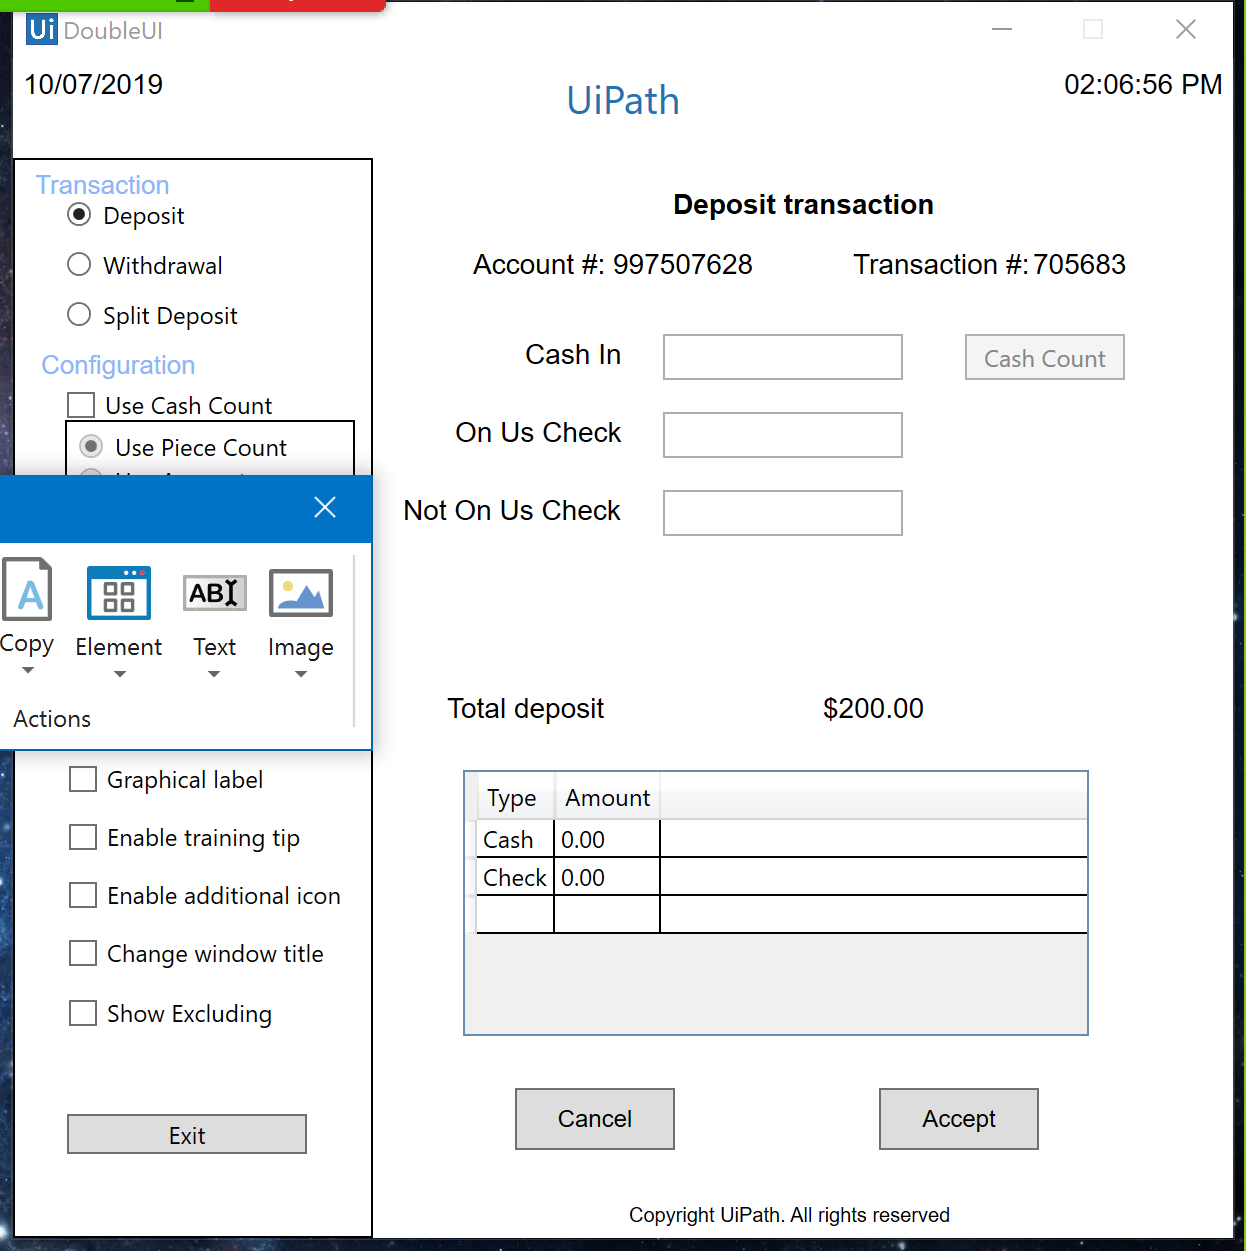 Ui DoubleUI
10/07/2019
UiPath
02:06:56 PM
Transaction
Deposit
Withdrawal
Split Deposit
Configuration
Use Cash Count
Use Piece Count
Copy
Element
ABI
Text
Image
Actions
Graphical label
Enable training tip
Enable additional icon
Change window title
Show Excluding
Exit
Deposit transaction
Account #: 997507628 Transaction #: 705683
Cash In
Cash Count
On Us Check
Not On Us Check
Total deposit $200.00
Type Amount
Cash 0.00
Check 0.00
Cancel Accept
Copyright UiPath. All rights reserved